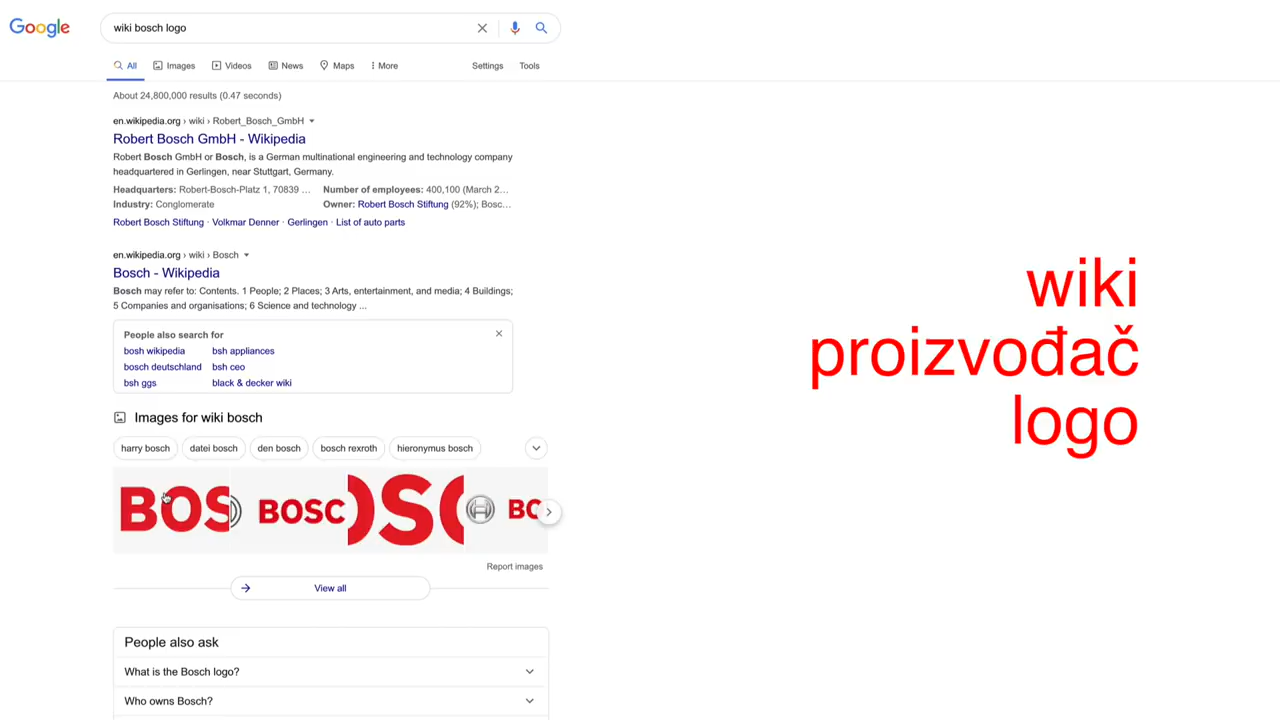 Google
wiki bosch logo
All Images Videos News Maps More Settings Tools
About 24,800,000 results (0.47 seconds)
en.wikipedia.org › wiki › Robert_Bosch_GmbH
Robert Bosch GmbH - Wikipedia
Robert Bosch GmbH or Bosch, is a German multinational engineering and technology company
headquartered in Gerlingen, near Stuttgart, Germany.
Headquarters: Robert-Bosch-Platz 1, 70839 ... Number of employees: 400,100 (March 2...
Industry: Conglomerate Owner: Robert Bosch Stiftung (92%); Bosc...
Robert Bosch Stiftung · Volkmar Denner · Gerlingen · List of auto parts
en.wikipedia.org › wiki › Bosch
Bosch - Wikipedia
Bosch may refer to: Contents. 1 People; 2 Places; 3 Arts, entertainment, and media; 4 Buildings;
5 Companies and organisations; 6 Science and technology ...
People also search for
bosh wikipedia bsh appliances
bosch deutschland bsh ceo
bsh ggs black & decker wiki
Images for wiki bosch
harry bosch datei bosch den bosch bosch rexroth hieronymus bosch
BOS BOSC OSC BO
Report images
View all
People also ask
What is the Bosch logo?
Who owns Bosch?
wiki
proizvođač
logo